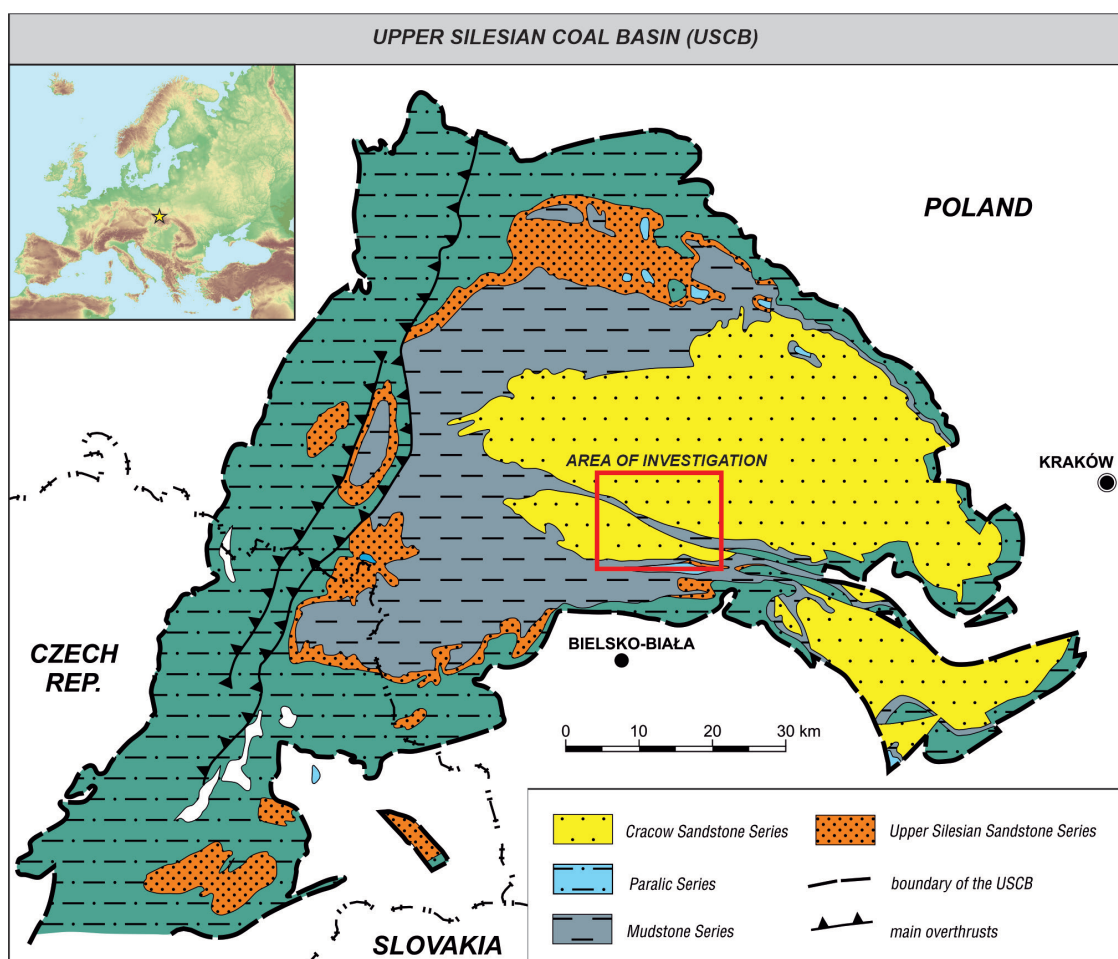 UPPER SILESIAN COAL BASIN (USCB)
POLAND
AREA OF INVESTIGATION
KRAKÓW
CZECH
REP.
BIELSKO-BIAŁA
0 10 20 30 km
SLOVAKIA
Cracow Sandstone Series
Upper Silesian Sandstone Series
Paralic Series
boundary of the USCB
Mudstone Series
main overthrusts